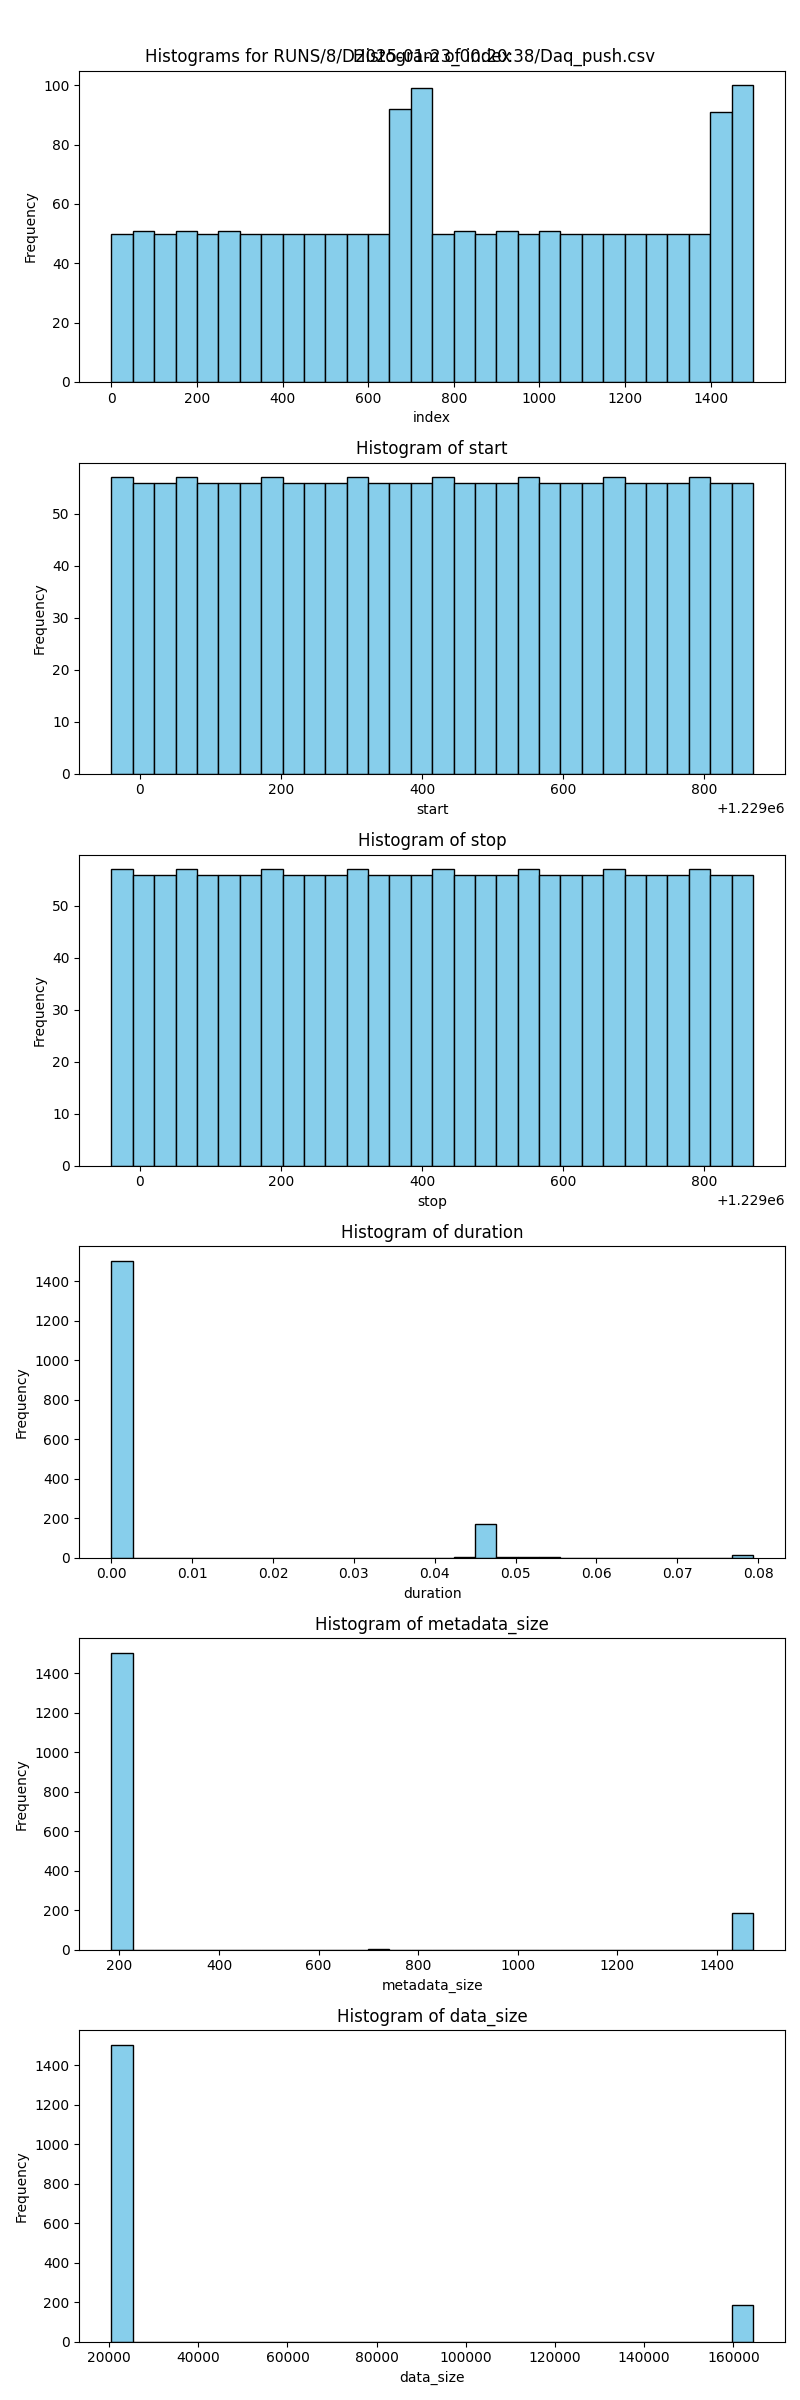 Histograms for RUNS/8/D2025-01-23_00:20:38/Daq_push.csv
Histogram of index
100
80
60
40
20
0
Frequency
0 200 400 600 800 1000 1200 1400
index
Histogram of start
50
40
30
20
10
0
Frequency
0 200 400 600 800
start
+1.229e6
Histogram of stop
50
40
30
20
10
0
Frequency
0 200 400 600 800
stop
+1.229e6
Histogram of duration
1400
1200
1000
800
600
400
200
0
Frequency
0.00 0.01 0.02 0.03 0.04 0.05 0.06 0.07 0.08
duration
Histogram of metadata_size
1400
1200
1000
800
600
400
200
0
Frequency
200 400 600 800 1000 1200 1400
metadata_size
Histogram of data_size
1400
1200
1000
800
600
400
200
0
Frequency
20000 40000 60000 80000 100000 120000 140000 160000
data_size